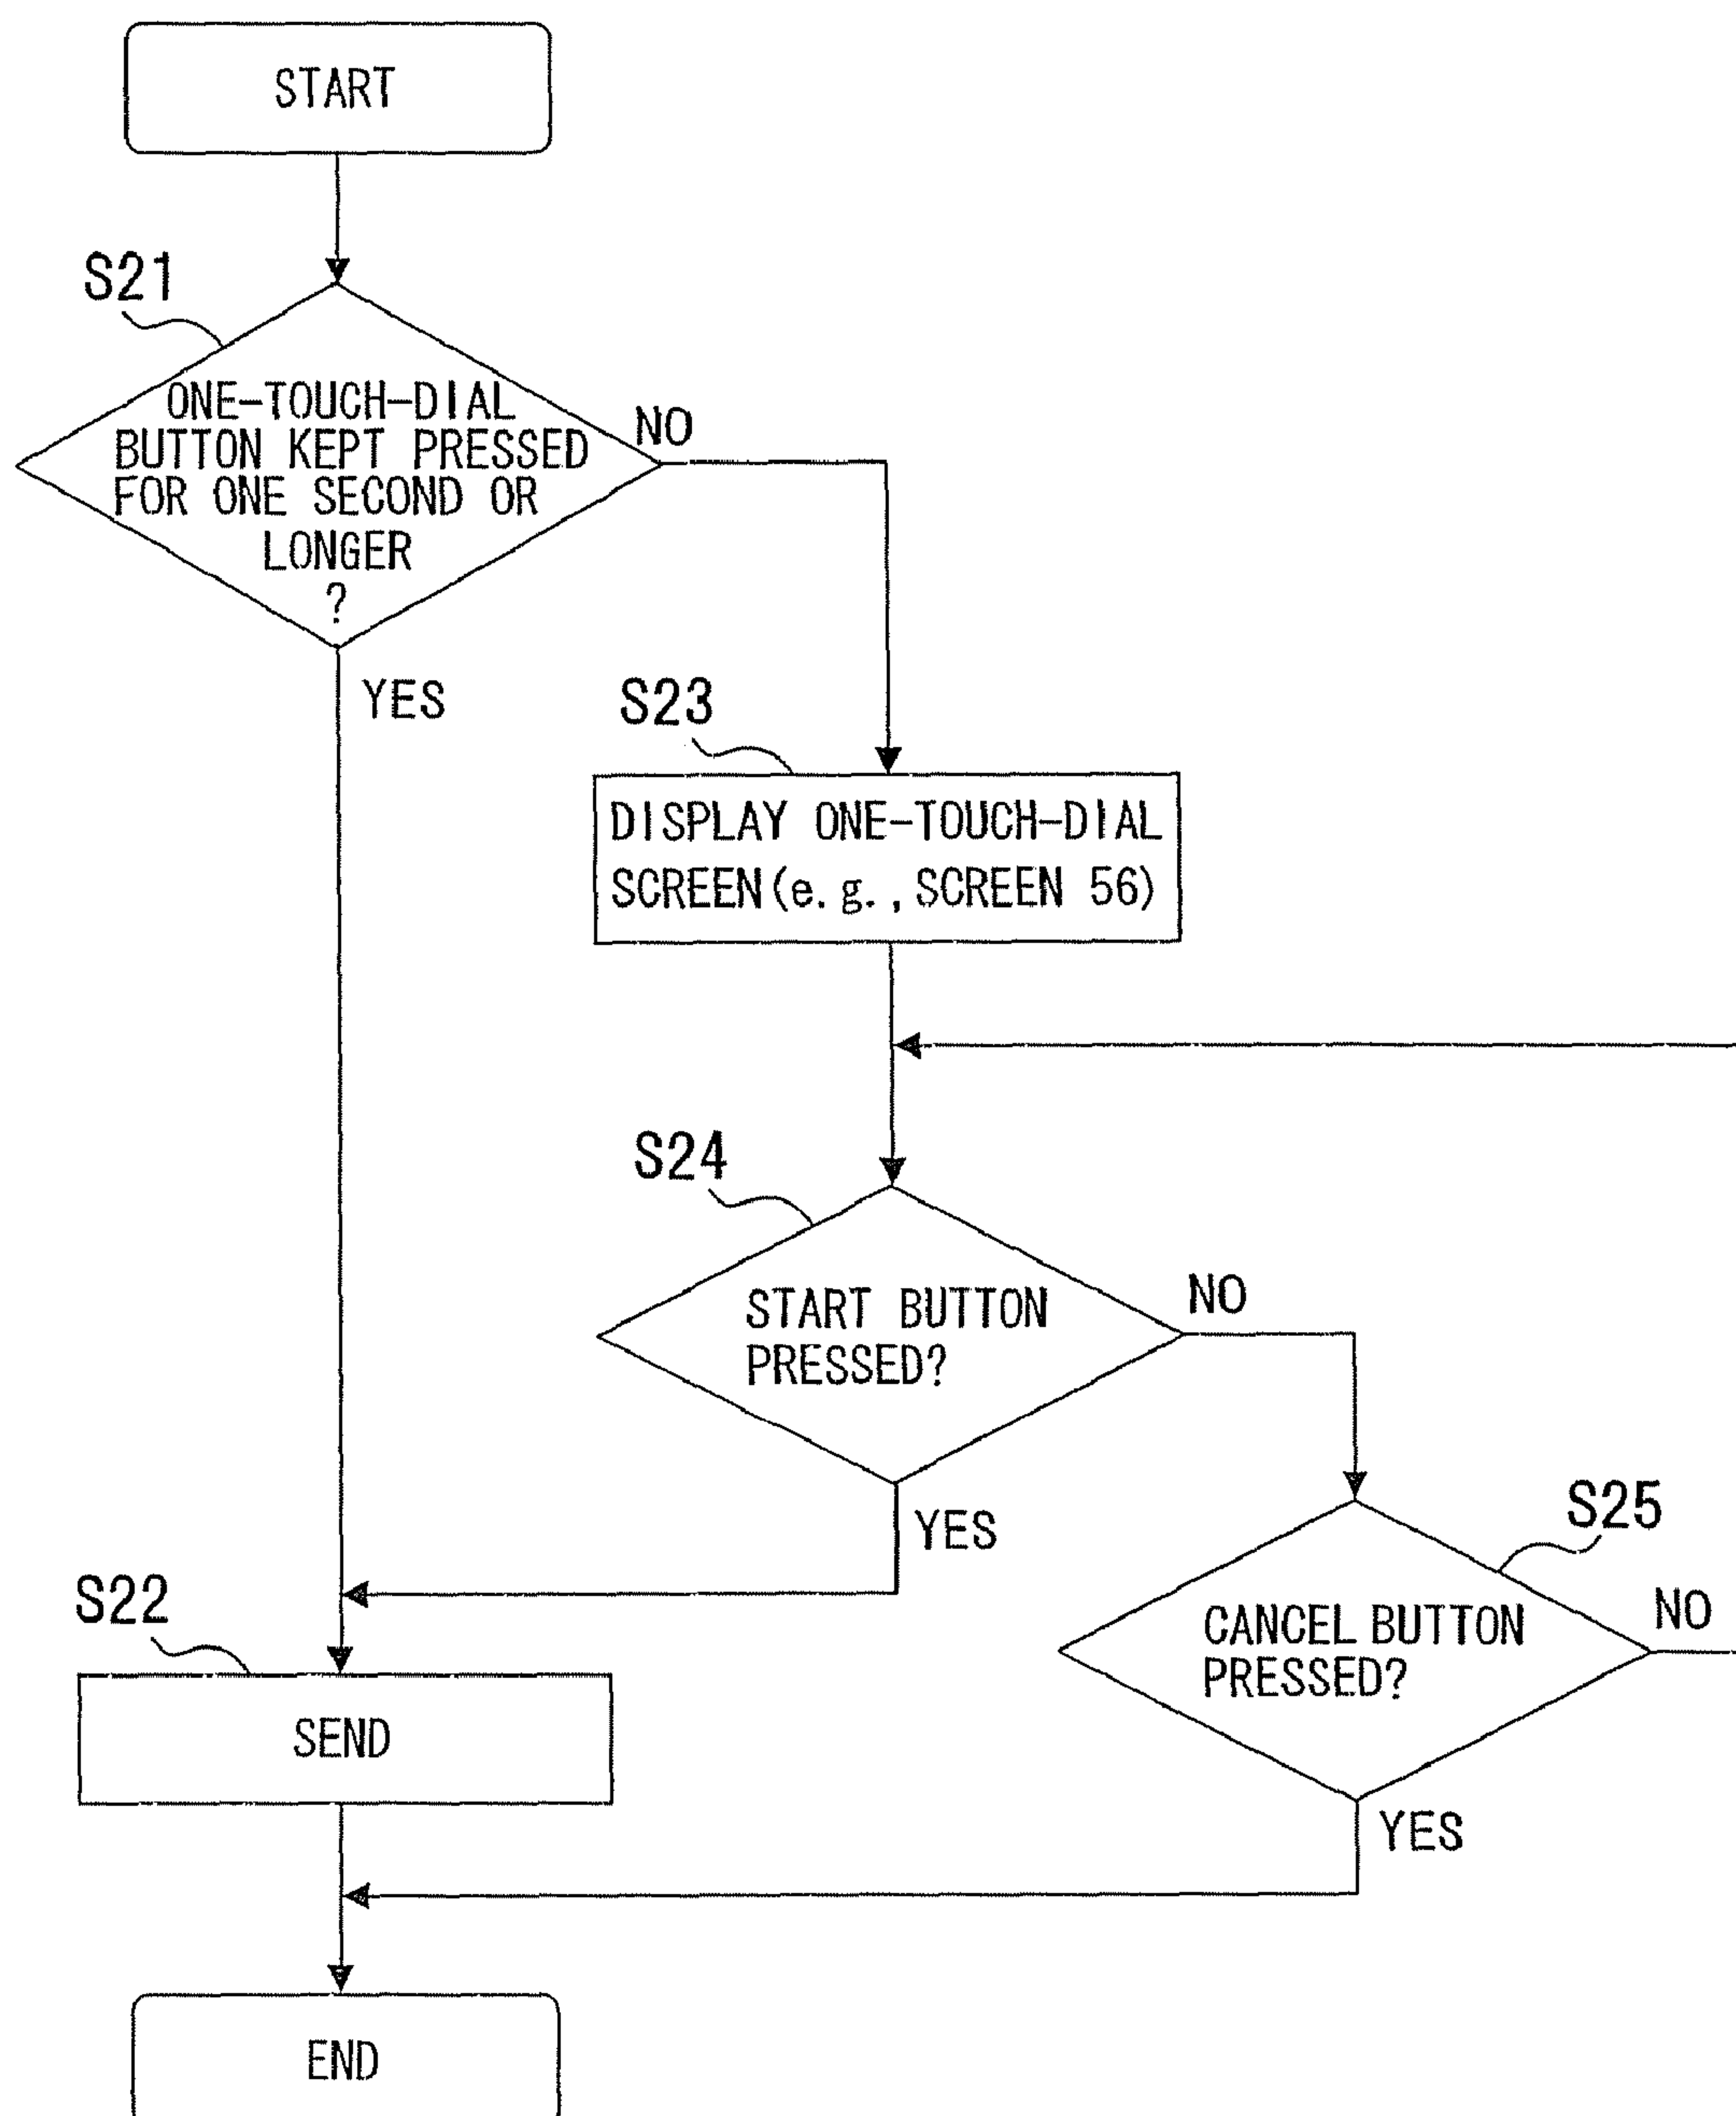 START
S21
ONE-TOUCH-DIAL
BUTTON KEPT PRESSED
FOR ONE SECOND OR
LONGER
?
NO
YES
S23
DISPLAY ONE-TOUCH-DIAL
SCREEN(e.g.,SCREEN 56)
S24
START BUTTON
PRESSED?
NO
YES
S25
CANCEL BUTTON
PRESSED?
NO
YES
S22
SEND
END